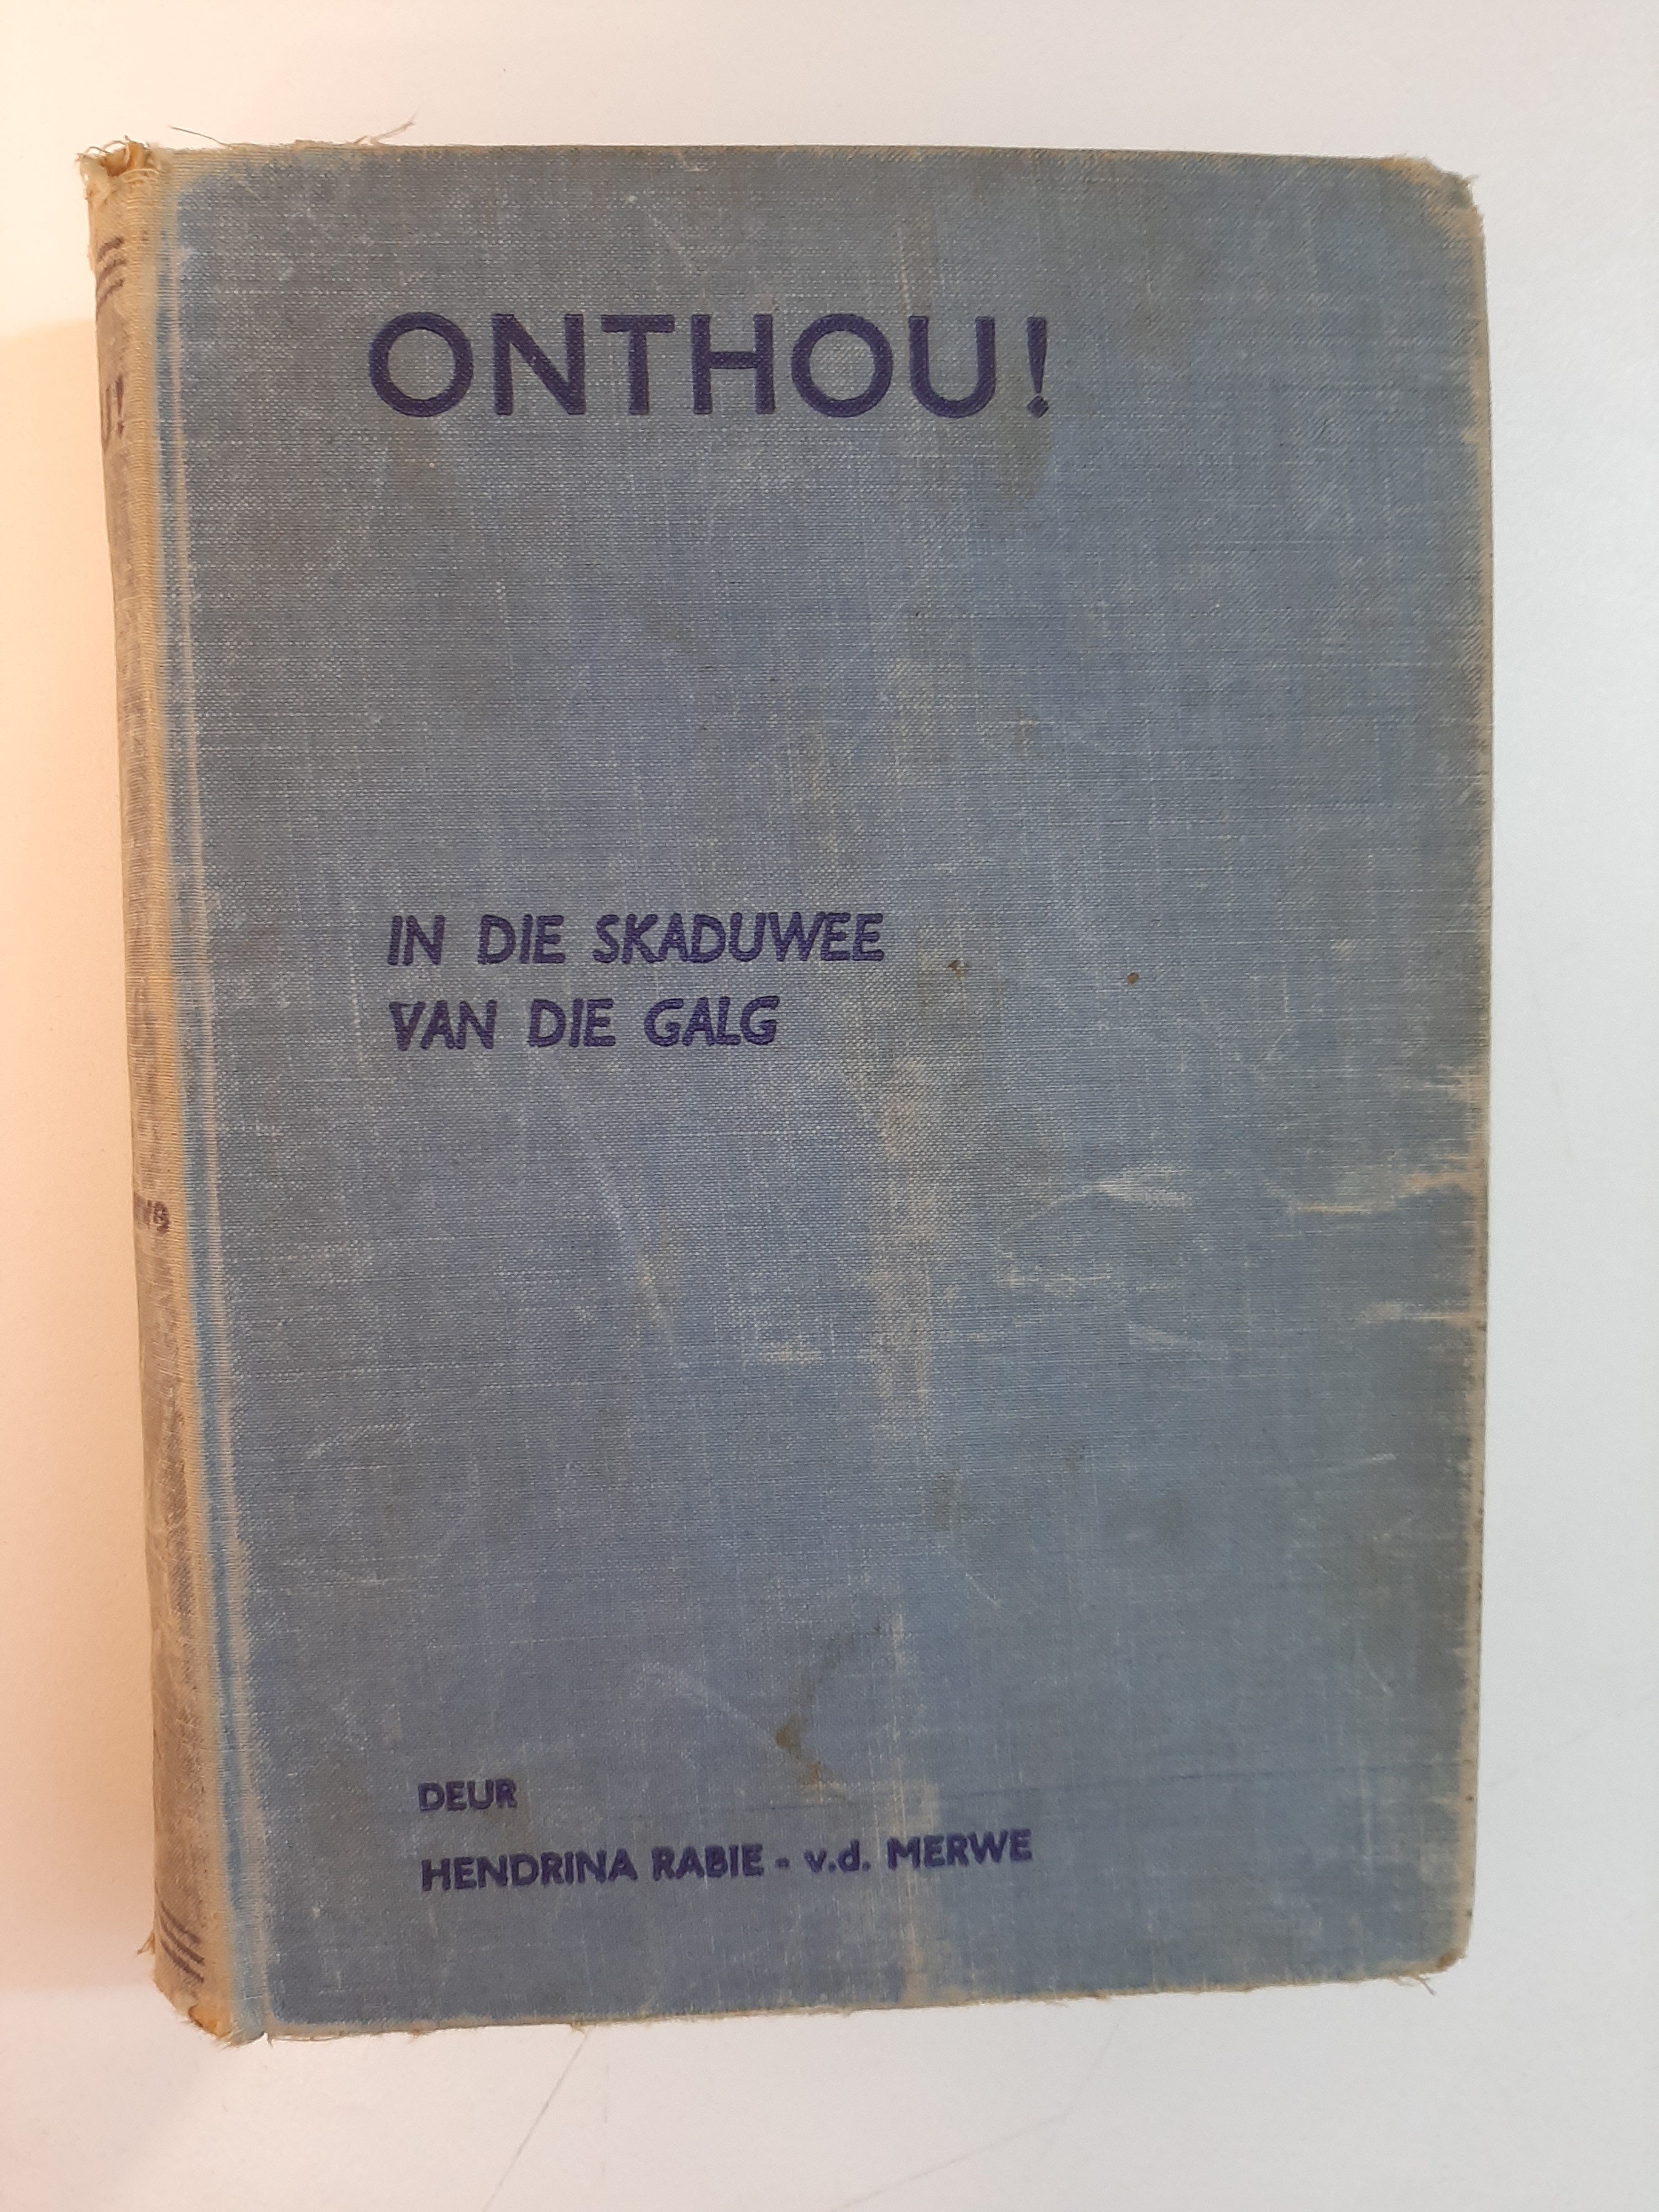 ONTHOU!
IN DIE SKADUWEE
VAN DIE GALG
DEUR
HENDRINA RABIE - v.d. MERWE